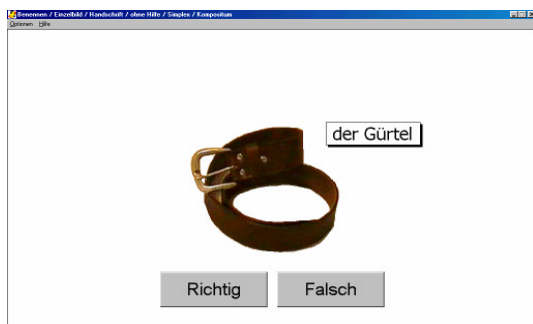 Benennen / Einzelbild / Handschrift / ohne Hilfe / Simplex / Kompositum
Optionen Hilfe
der Gürtel
Richtig Falsch